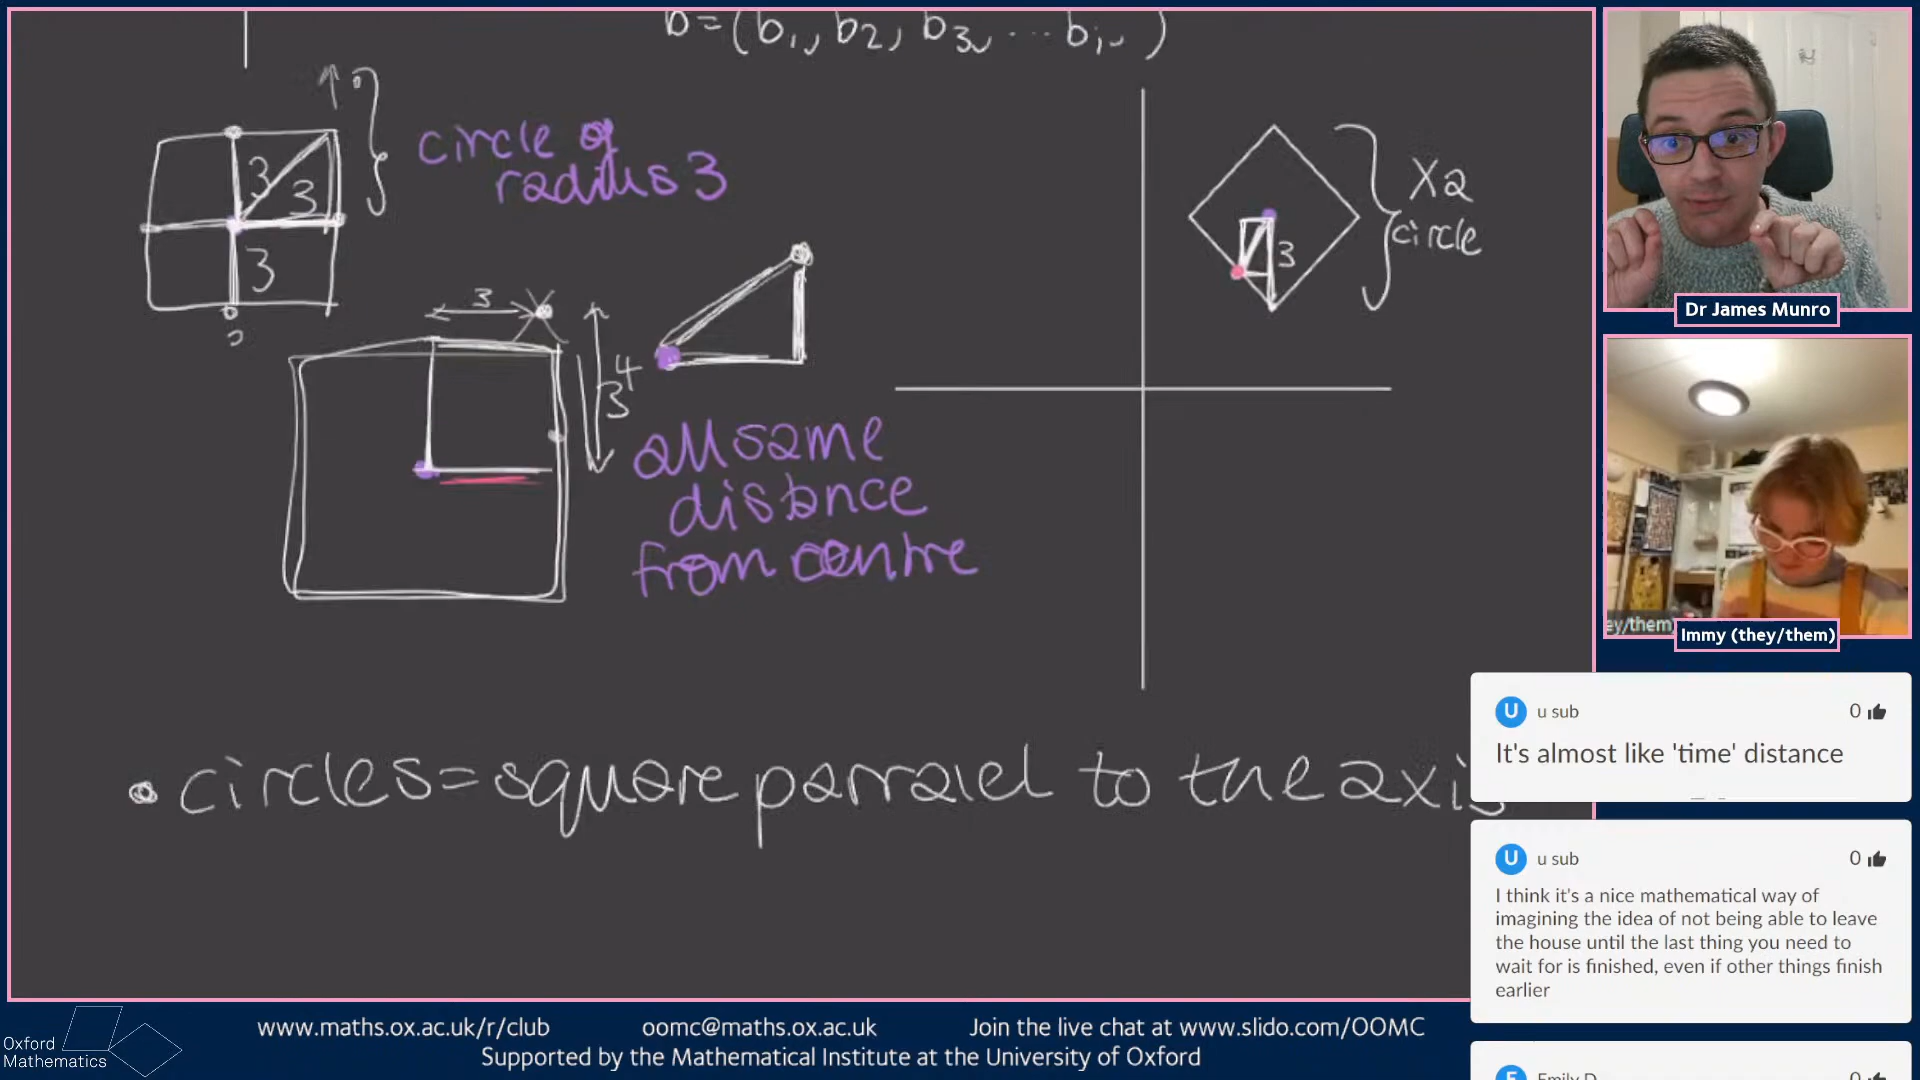 b=(b1, b2, b3, ... bi, )
3
3
3
circle of
radius 3
X2
circle
3
3
4
3
all same
distance
from centre
• circles = square parralel to the axis
Dr James Munro
ey/them)
Immy (they/them)
U u sub 0
It's almost like 'time' distance
U u sub 0
I think it's a nice mathematical way of
imagining the idea of not being able to leave
the house until the last thing you need to
wait for is finished, even if other things finish
earlier
Emily D 0
Oxford
Mathematics
www.maths.ox.ac.uk/r/club oomc@maths.ox.ac.uk Join the live chat at www.slido.com/OOMC
Supported by the Mathematical Institute at the University of Oxford